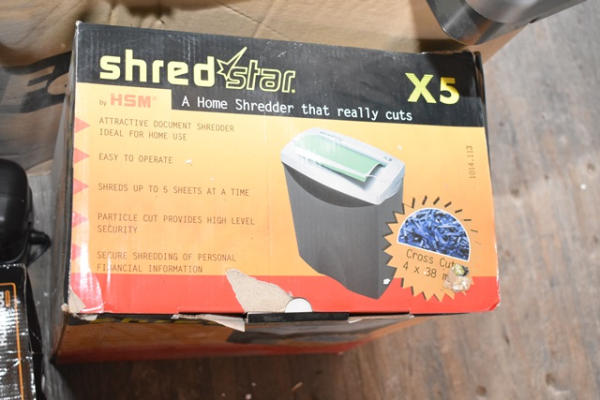 shredstar
X5
by HSM®
A Home Shredder that really cuts
ATTRACTIVE DOCUMENT SHREDDER
IDEAL FOR HOME USE
EASY TO OPERATE
SHREDS UP TO 5 SHEETS AT A TIME
PARTICLE CUT PROVIDES HIGH LEVEL
SECURITY
SECURE SHREDDING OF PERSONAL
FINANCIAL INFORMATION
1014.113
Cross Cut
4 x 38 m